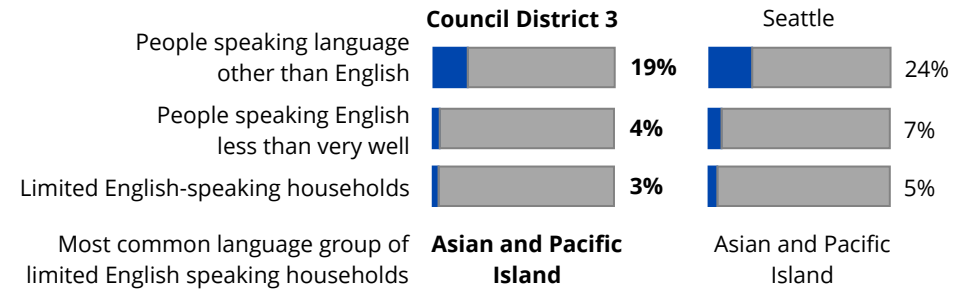 Council District 3 Seattle
People speaking language
other than English 19% 24%
People speaking English
less than very well 4% 7%
Limited English-speaking households 3% 5%
Most common language group of Asian and Pacific Asian and Pacific
limited English speaking households Island Island